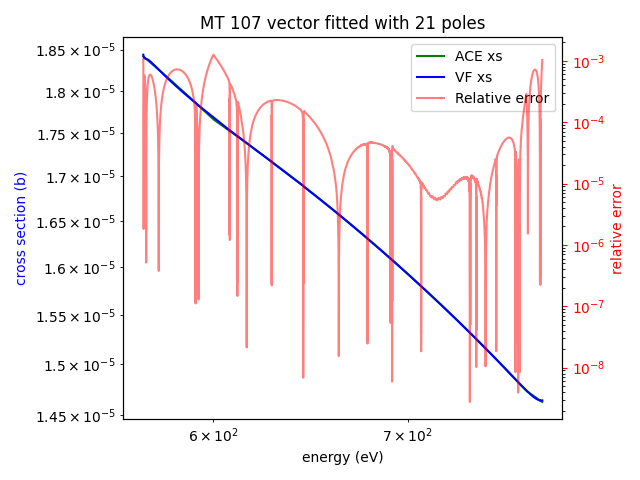 MT 107 vector fitted with 21 poles
ACE xs
VF xs
Relative error
cross section (b)
1.85 × 10⁻⁵
1.8 × 10⁻⁵
1.75 × 10⁻⁵
1.7 × 10⁻⁵
1.65 × 10⁻⁵
1.6 × 10⁻⁵
1.55 × 10⁻⁵
1.5 × 10⁻⁵
1.45 × 10⁻⁵
10⁻³
10⁻⁴
10⁻⁵
10⁻⁶
10⁻⁷
10⁻⁸
relative error
6 × 10²
7 × 10²
energy (eV)